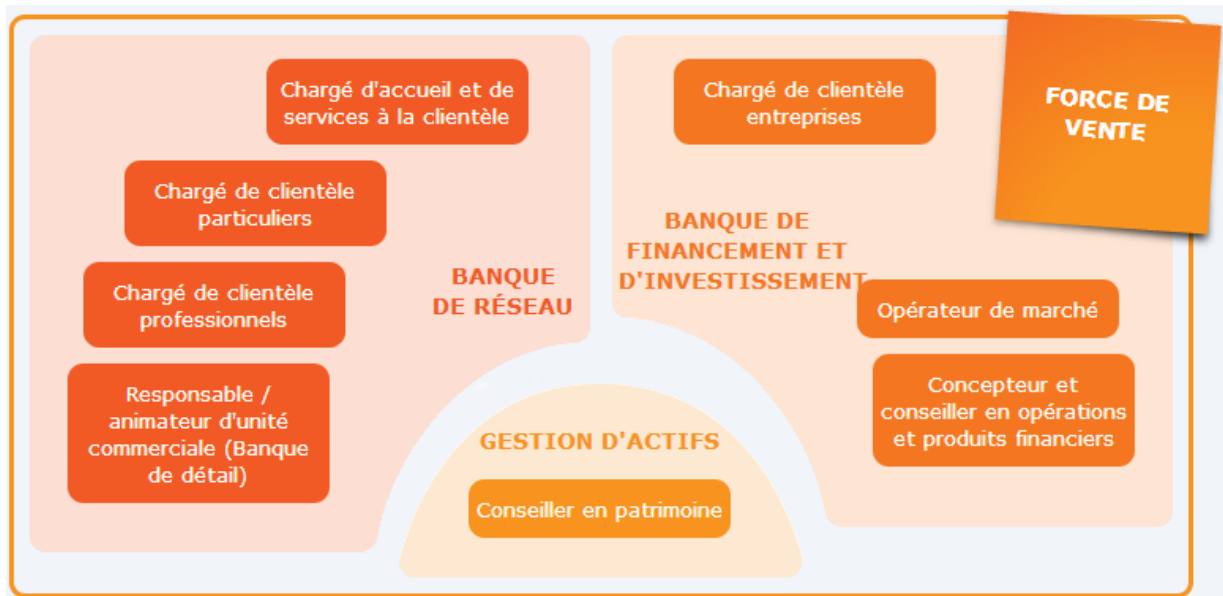 Chargé d'accueil et de
services à la clientèle
Chargé de clientèle
particuliers
Chargé de clientèle
professionnels
Responsable /
animateur d'unité
commerciale (Banque
de détail)
BANQUE
DE RÉSEAU
GESTION D'ACTIFS
Conseiller en patrimoine
Chargé de clientèle
entreprises
BANQUE DE
FINANCEMENT ET
D'INVESTISSEMENT
Opérateur de marché
Concepteur et
conseiller en opérations
et produits financiers
FORCE DE
VENTE